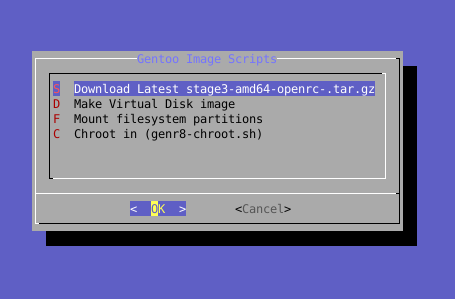 Gentoo Image Scripts
S Download Latest stage3-amd64-openrc-.tar.gz
D Make Virtual Disk image
F Mount filesystem partitions
C Chroot in (genr8-chroot.sh)
< OK > <Cancel>